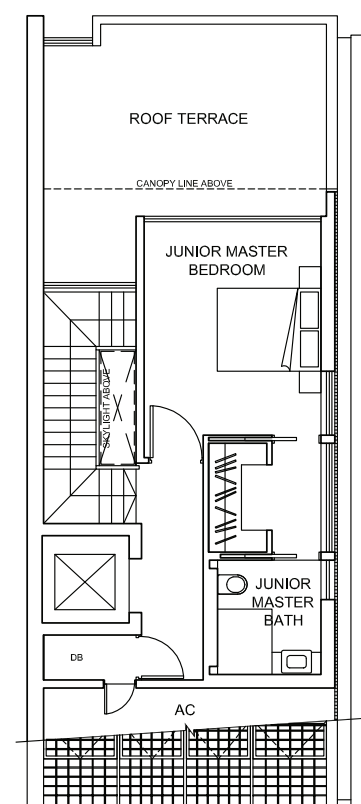 ROOF TERRACE
CANOPY LINE ABOVE
JUNIOR MASTER
BEDROOM
SKYLIGHT ABOVE
JUNIOR
MASTER
BATH
DB
AC